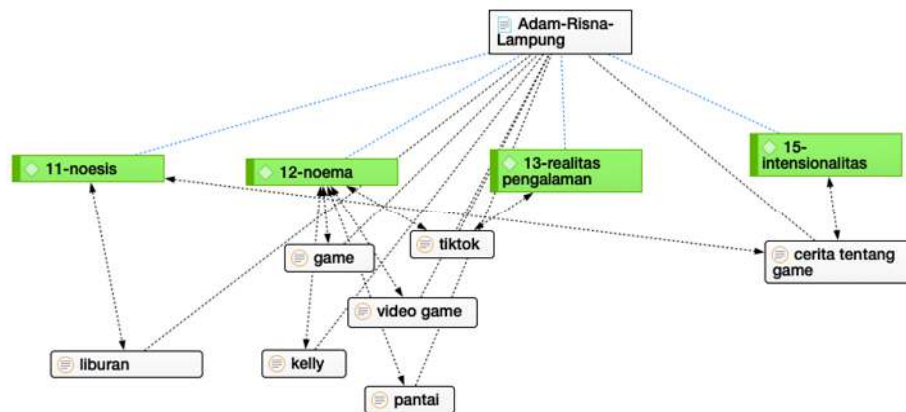 Adam-Risna-
Lampung
11-noesis
12-noema
13-realitas
pengalaman
15-
intensionalitas
game
tiktok
cerita tentang
game
video game
liburan
kelly
pantai